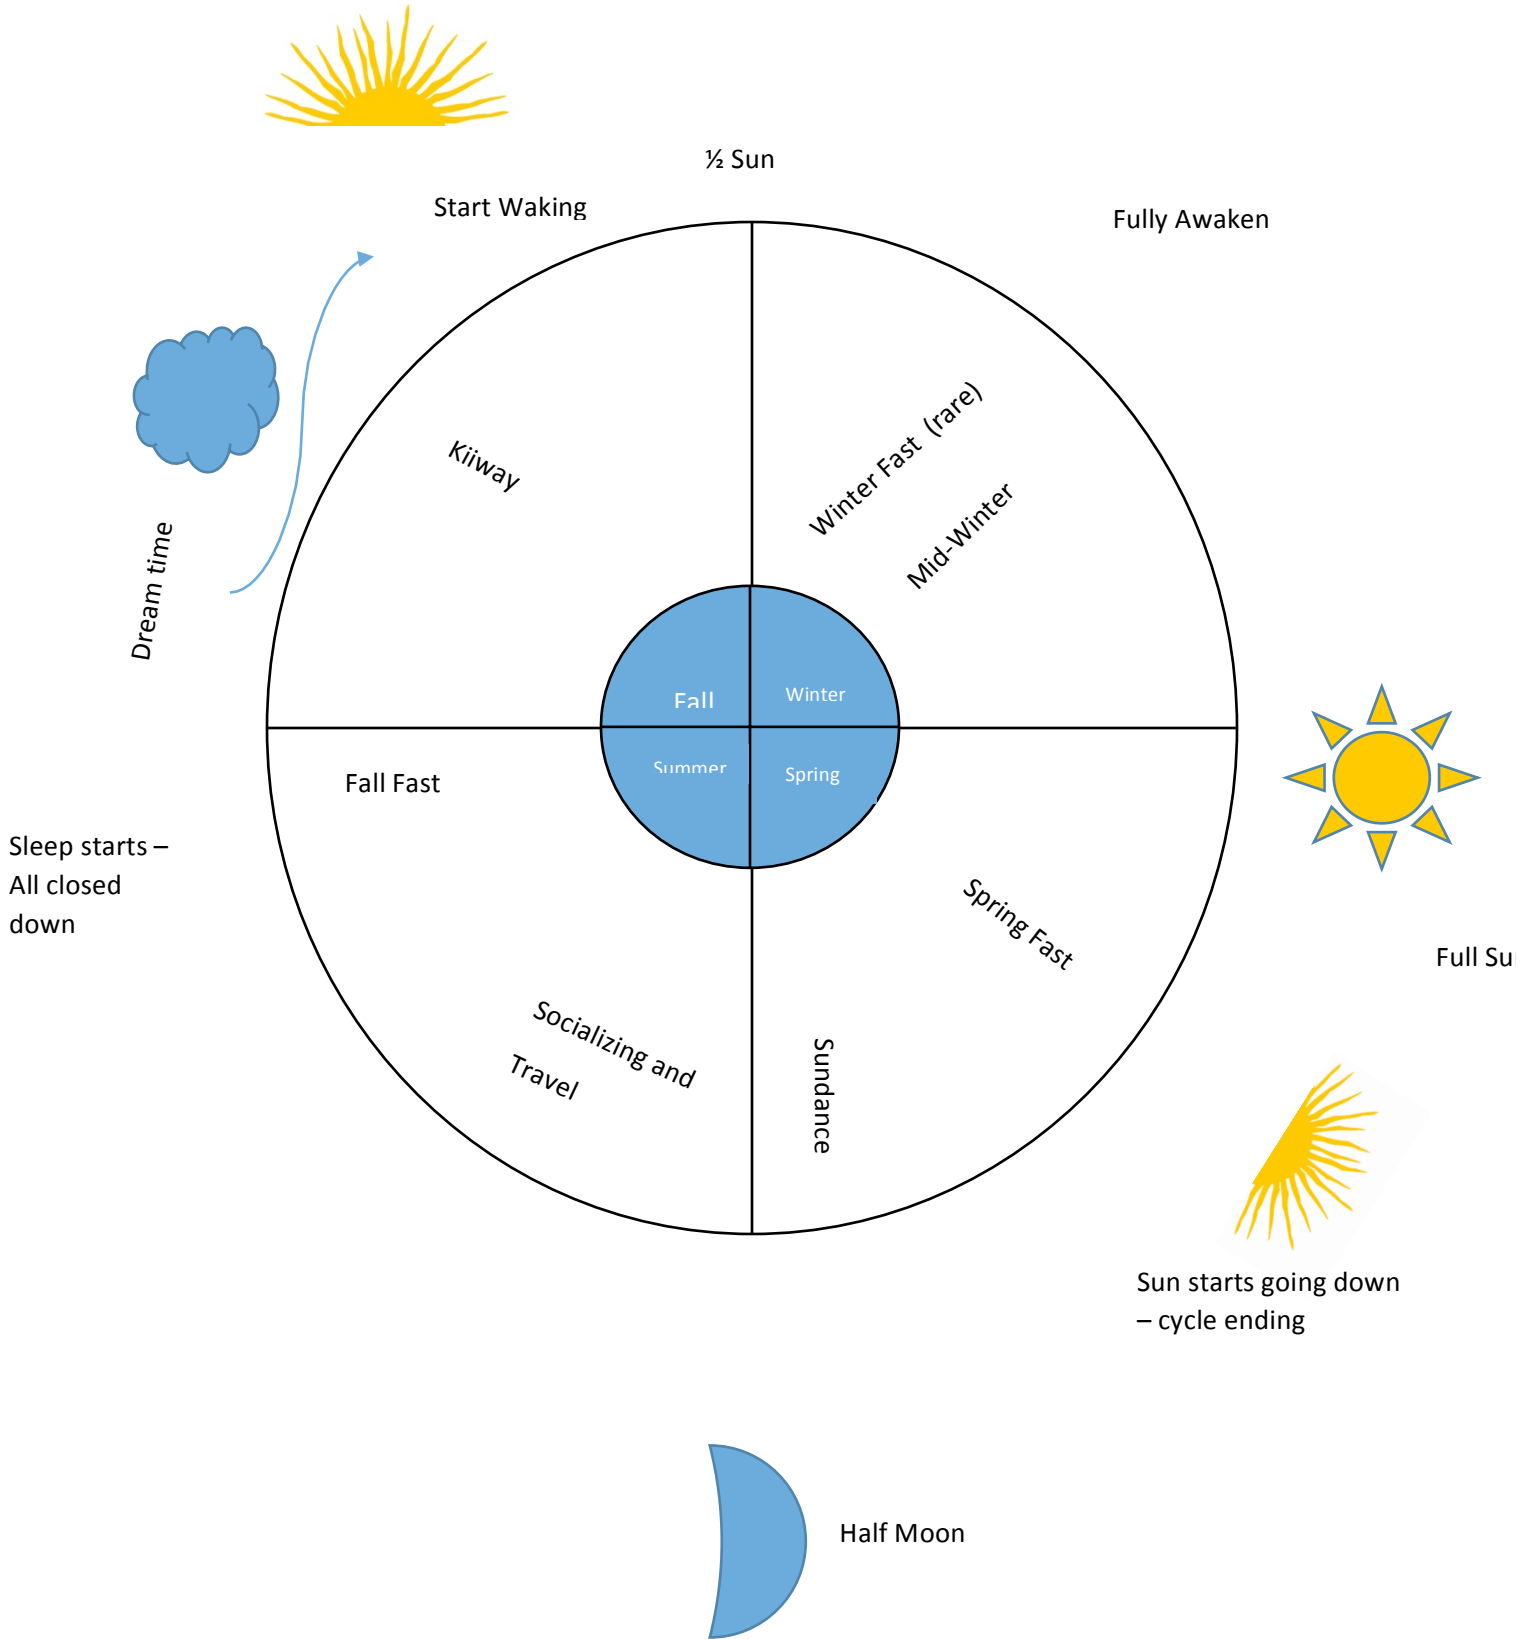 ½ Sun
Start Waking
Fully Awaken
Kiiway
Winter Fast (rare)
Mid-Winter
Dream time
Fall
Winter
Summer
Spring
Fall Fast
Sleep starts –
All closed
down
Spring Fast
Full
Socializing and
Travel
Sundance
Sun starts going down
– cycle ending
Half Moon